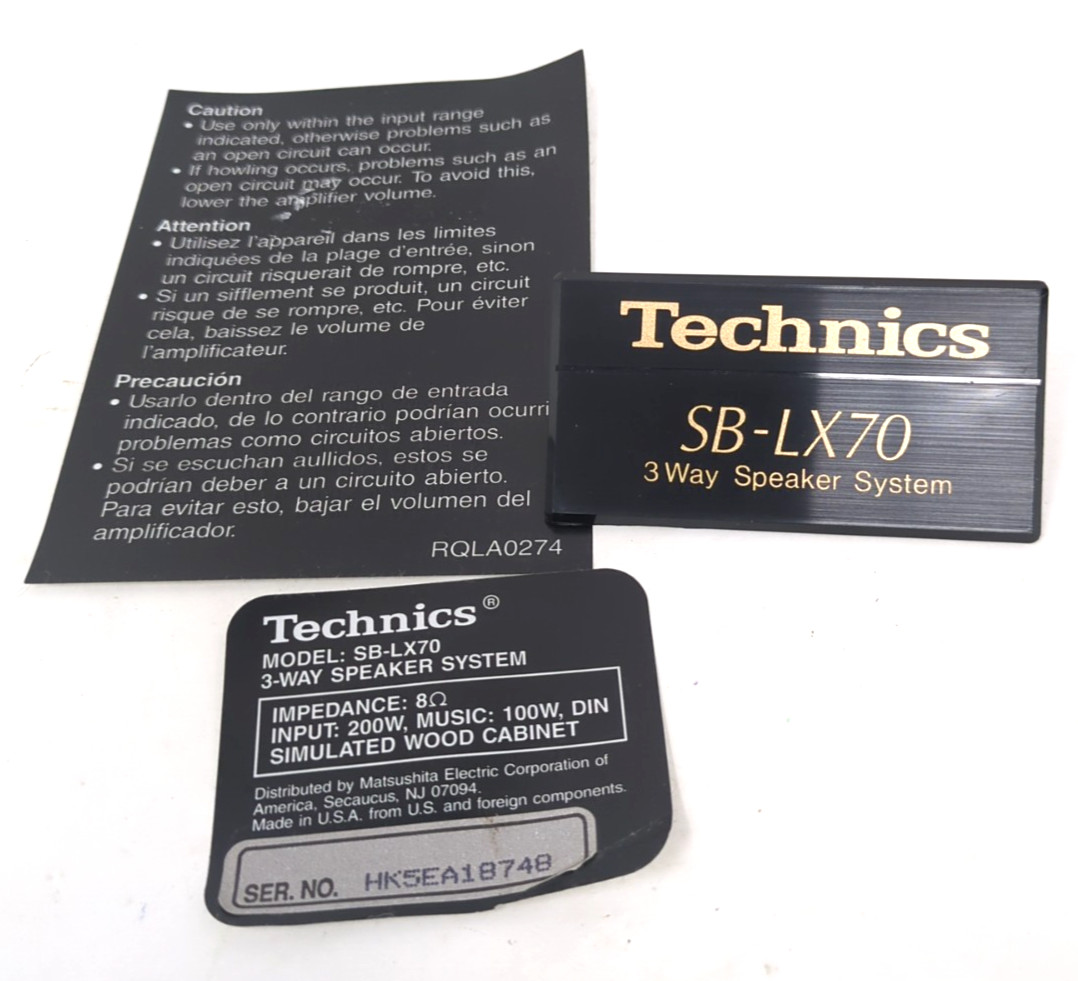 Caution
• Use only within the input range
indicated, otherwise problems such as
an open circuit can occur.
• If howling occurs, problems such as an
open circuit may occur. To avoid this,
lower the amplifier volume.
Attention
• Utilisez l'appareil dans les limites
indiquées de la plage d'entrée, sinon
un circuit risquerait de rompre, etc.
• Si un sifflement se produit, un circuit
risque de se rompre, etc. Pour éviter
cela, baissez le volume de
l'amplificateur.
Precaución
• Usarlo dentro del rango de entrada
indicado, de lo contrario podrían ocurri
problemas como circuitos abiertos.
• Si se escuchan aullidos, estos se
podrían deber a un circuito abierto.
Para evitar esto, bajar el volumen del
amplificador.
RQLA0274
Technics
SB-LX70
3 Way Speaker System
Technics®
MODEL: SB-LX70
3-WAY SPEAKER SYSTEM
IMPEDANCE: 8Ω
INPUT: 200W, MUSIC: 100W, DIN
SIMULATED WOOD CABINET
Distributed by Matsushita Electric Corporation of
America, Secaucus, NJ 07094.
Made in U.S.A. from U.S. and foreign components.
SER. NO. HK5EA18748